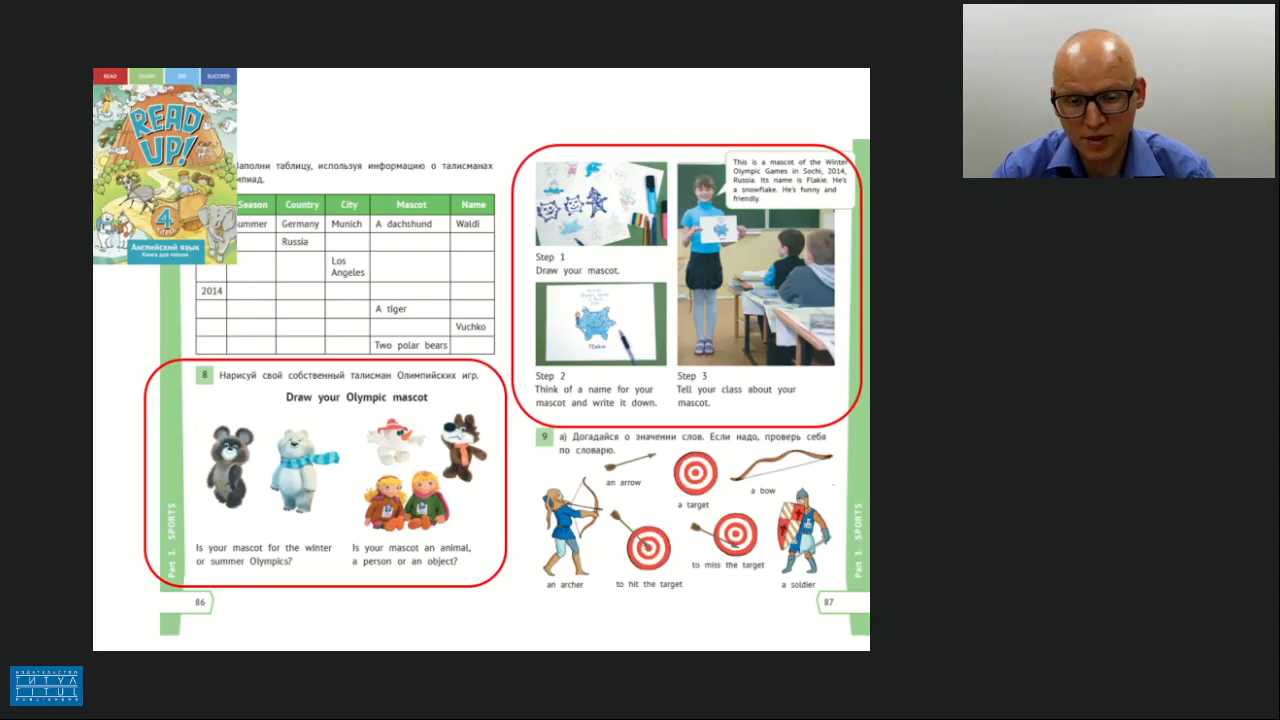 READ
LEARN
SUCCEED
READ
UP!
4
Английский язык
Книга для чтения
Заполни таблицу, используя информацию о талисманах
Season Country City Mascot Name
Germany Munich A dachshund Waldi
Russia
Los
Angeles
2014
A tiger
Vuchko
Two polar bears
8 Нарисуй свой собственный талисман Олимпийских игр.
Draw your Olympic mascot
Is your mascot for the winter
or summer Olympics?
Is your mascot an animal,
a person or an object?
Part 3. SPORTS
86
This is a mascot of the Winter
Olympic Games in Sochi, 2014,
Russia. Its name is Flakie. He's
a snowflake. He's funny and
friendly.
Step 1
Draw your mascot.
Flakie
Step 2
Think of a name for your
mascot and write it down.
Step 3
Tell your class about your
mascot.
9 а) Догадайся о значении слов. Если надо, проверь себя
по словарю.
an arrow
a target
a bow
an archer
to hit the target
to miss the target
a soldier
Part 3. SPORTS
87
ИЗДАТЕЛЬСТВО
ТИТУЛ
TITUL
PUBLISHERS